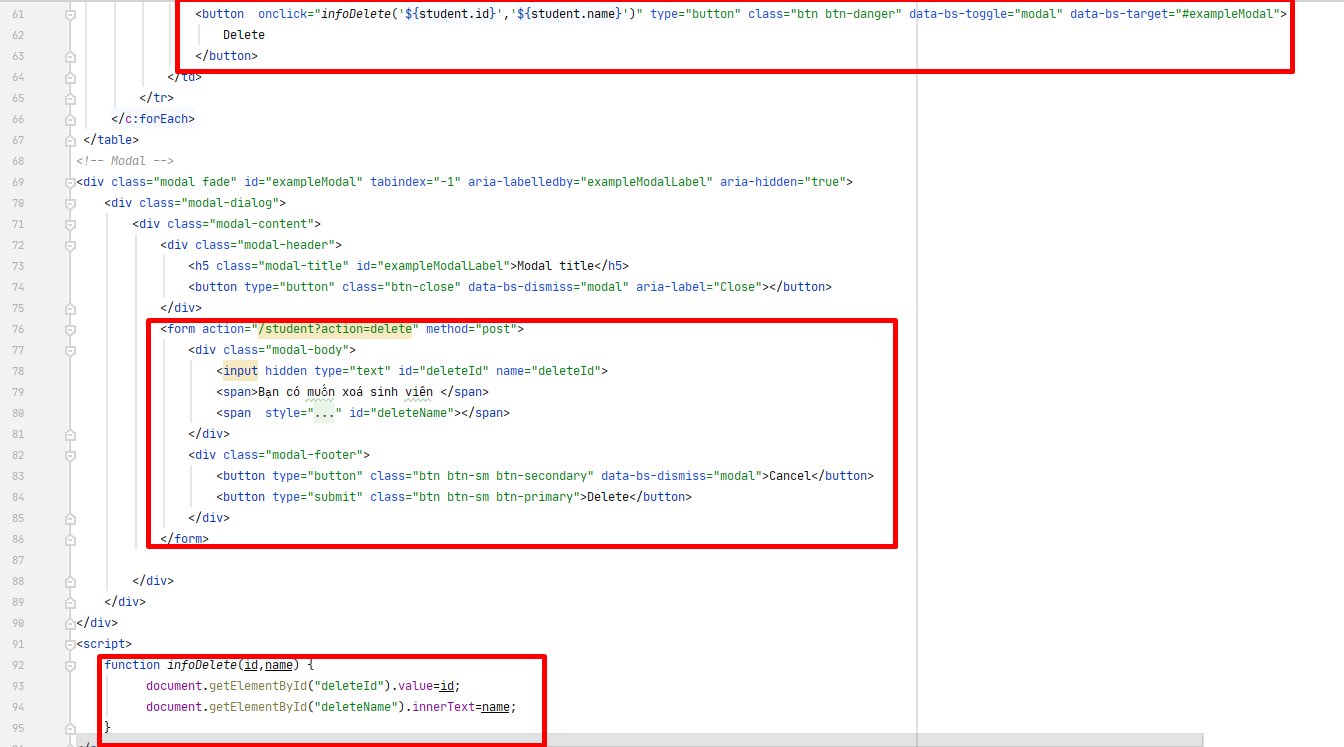 61 <button  onclick="infoDelete('${student.id}','${student.name}')" type="button" class="btn btn-danger" data-bs-toggle="modal" data-bs-target="#exampleModal">
62 Delete
63 </button>
64 </td>
65 </tr>
66 </c:forEach>
67 </table>
68 <!-- Modal -->
69 <div class="modal fade" id="exampleModal" tabindex="-1" aria-labelledby="exampleModalLabel" aria-hidden="true">
70 <div class="modal-dialog">
71 <div class="modal-content">
72 <div class="modal-header">
73 <h5 class="modal-title" id="exampleModalLabel">Modal title</h5>
74 <button type="button" class="btn-close" data-bs-dismiss="modal" aria-label="Close"></button>
75 </div>
76 <form action="/student?action=delete" method="post">
77 <div class="modal-body">
78 <input hidden type="text" id="deleteId" name="deleteId">
79 <span>Bạn có muốn xoá sinh viên </span>
80 <span  style="..." id="deleteName"></span>
81 </div>
82 <div class="modal-footer">
83 <button type="button" class="btn btn-sm btn-secondary" data-bs-dismiss="modal">Cancel</button>
84 <button type="submit" class="btn btn-sm btn-primary">Delete</button>
85 </div>
86 </form>
87
88 </div>
89 </div>
90 </div>
91 <script>
92 function infoDelete(id,name) {
93 document.getElementById("deleteId").value=id;
94 document.getElementById("deleteName").innerText=name;
95 }